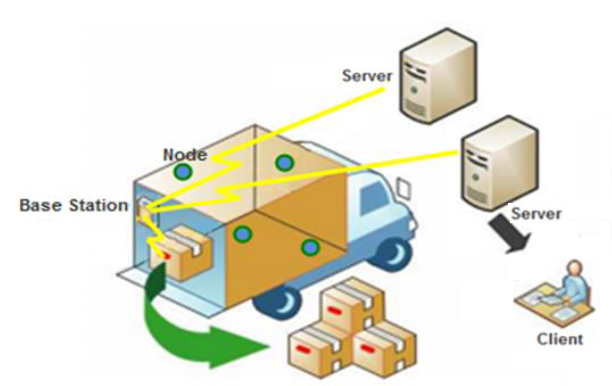 Server
Node
Base Station
Server
Client